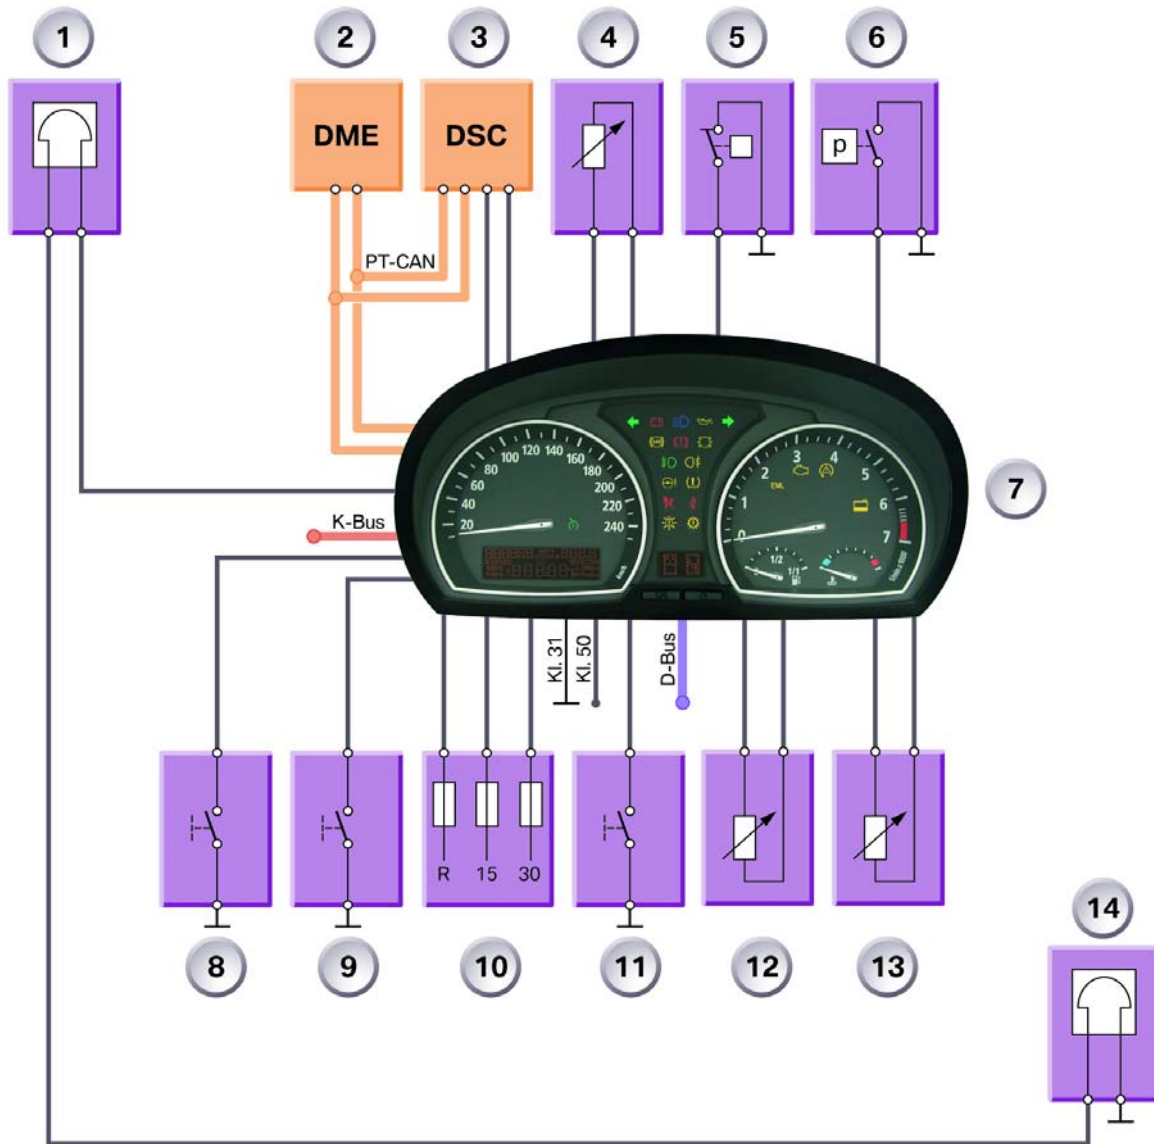 1 2 3 4 5 6
DME DSC
p
PT-CAN
7
20 40 60 80 100 120 140 160 180 200 220 240
km/h
0 1 2 3 4 5 6 7
EML
1/2 1/1
K-Bus
Kl. 31
Kl. 50
D-Bus
R 15 30
8 9 10 11 12 13
14